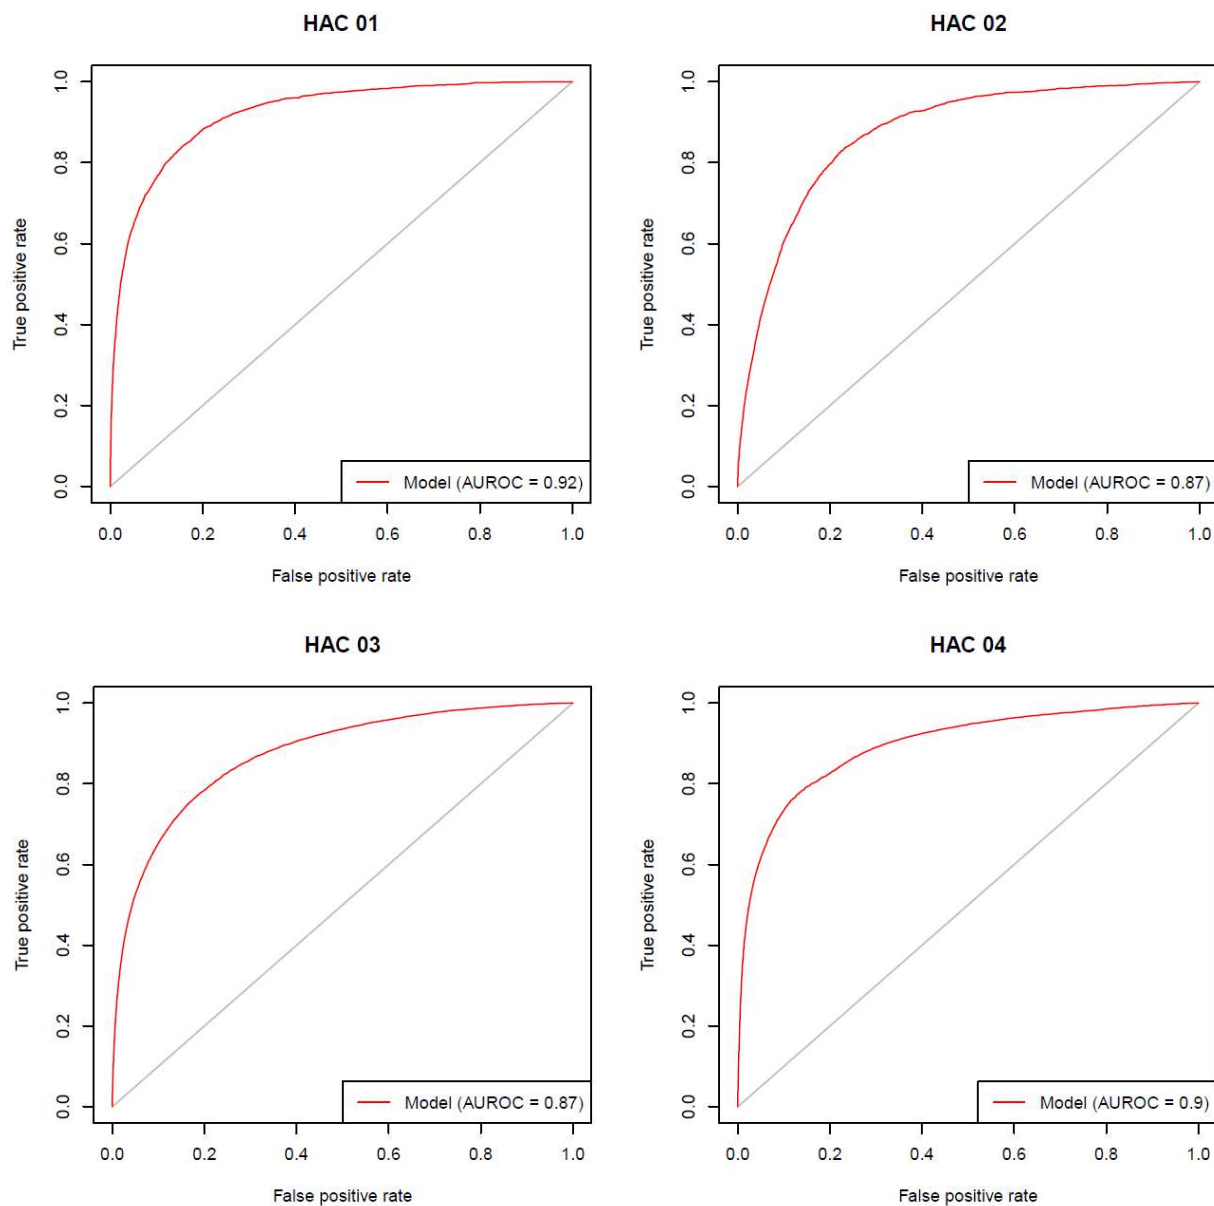 HAC 01
True positive rate
1.0
0.8
0.6
0.4
0.2
0.0
Model (AUROC = 0.92)
0.0 0.2 0.4 0.6 0.8 1.0
False positive rate
HAC 02
True positive rate
1.0
0.8
0.6
0.4
0.2
0.0
Model (AUROC = 0.87)
0.0 0.2 0.4 0.6 0.8 1.0
False positive rate
HAC 03
True positive rate
1.0
0.8
0.6
0.4
0.2
0.0
Model (AUROC = 0.87)
0.0 0.2 0.4 0.6 0.8 1.0
False positive rate
HAC 04
True positive rate
1.0
0.8
0.6
0.4
0.2
0.0
Model (AUROC = 0.9)
0.0 0.2 0.4 0.6 0.8 1.0
False positive rate